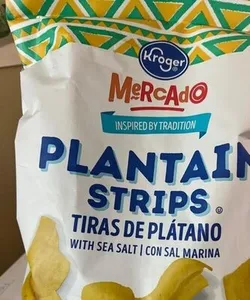 Kroger
MERCADO
INSPIRED BY TRADITION
PLANTAIN
STRIPS
TIRAS DE PLÁTANO
WITH SEA SALT | CON SAL MARINA